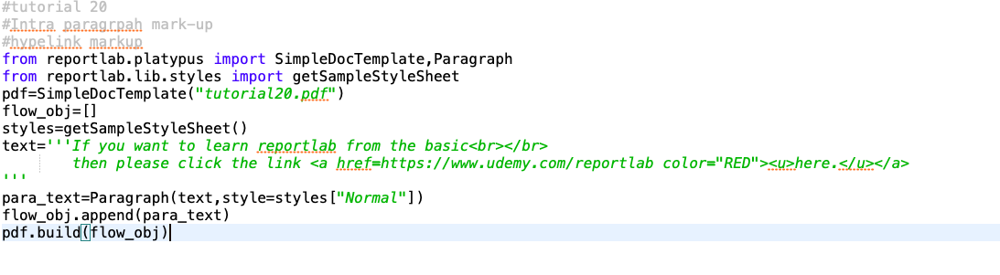 #tutorial 20
#Intra paragrpah mark-up
#hypelink markup
from reportlab.platypus import SimpleDocTemplate,Paragraph
from reportlab.lib.styles import getSampleStyleSheet
pdf=SimpleDocTemplate("tutorial20.pdf")
flow_obj=[]
styles=getSampleStyleSheet()
text='''If you want to learn reportlab from the basic<br></br>
        then please click the link <a href=https://www.udemy.com/reportlab color="RED"><u>here.</u></a>
'''
para_text=Paragraph(text,style=styles["Normal"])
flow_obj.append(para_text)
pdf.build(flow_obj)